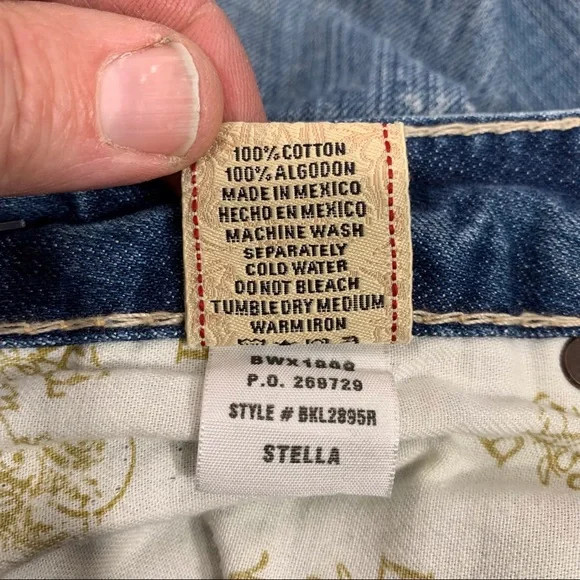 100% COTTON
100% ALGODON
MADE IN MEXICO
HECHO EN MEXICO
MACHINE WASH
SEPARATELY
COLD WATER
DO NOT BLEACH
TUMBLE DRY MEDIUM
WARM IRON
P.O. 269729
STYLE # BKL2895R
STELLA